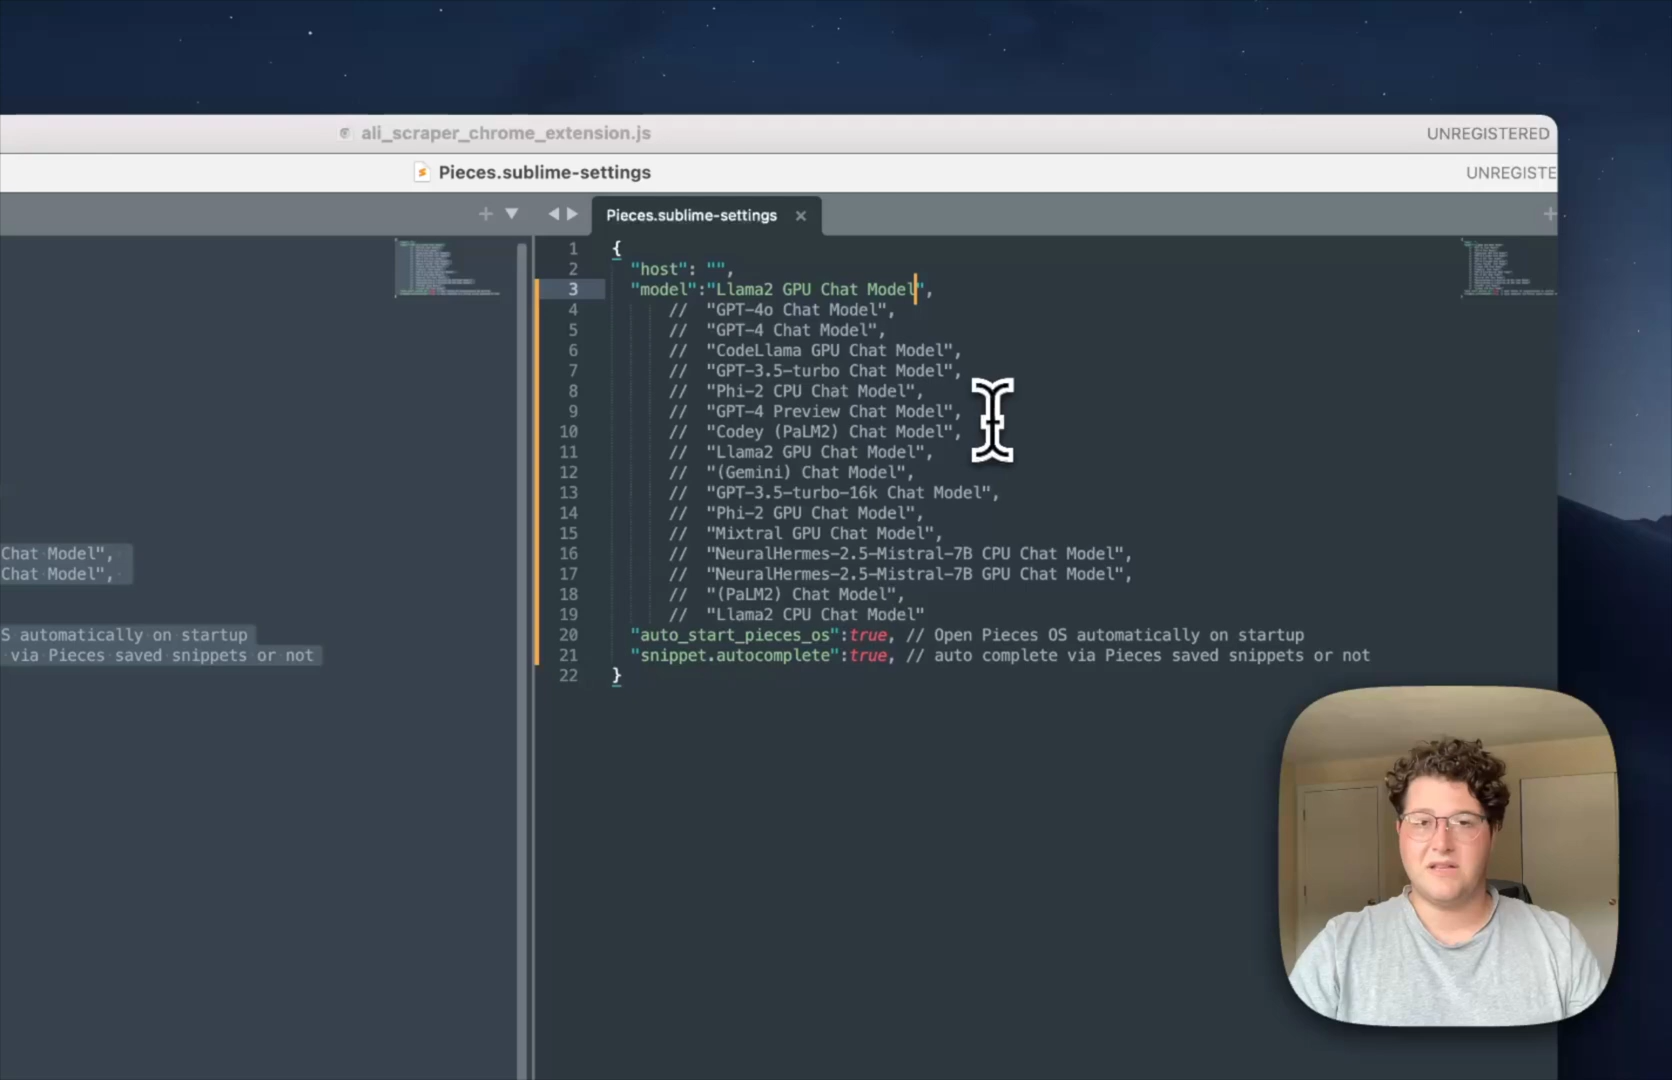 ali_scraper_chrome_extension.js
UNREGISTERED
Pieces.sublime-settings
UNREGISTE
Pieces.sublime-settings
Chat Model",
Chat Model",
S automatically on startup
via Pieces saved snippets or not
1 {
2 "host": "",
3 "model":"Llama2 GPU Chat Model",
4 // "GPT-4o Chat Model",
5 // "GPT-4 Chat Model",
6 // "CodeLlama GPU Chat Model",
7 // "GPT-3.5-turbo Chat Model",
8 // "Phi-2 CPU Chat Model",
9 // "GPT-4 Preview Chat Model",
10 // "Codey (PaLM2) Chat Model",
11 // "Llama2 GPU Chat Model",
12 // "(Gemini) Chat Model",
13 // "GPT-3.5-turbo-16k Chat Model",
14 // "Phi-2 GPU Chat Model",
15 // "Mixtral GPU Chat Model",
16 // "NeuralHermes-2.5-Mistral-7B CPU Chat Model",
17 // "NeuralHermes-2.5-Mistral-7B GPU Chat Model",
18 // "(PaLM2) Chat Model",
19 // "Llama2 CPU Chat Model"
20 "auto_start_pieces_os":true, // Open Pieces OS automatically on startup
21 "snippet.autocomplete":true, // auto complete via Pieces saved snippets or not
22 }